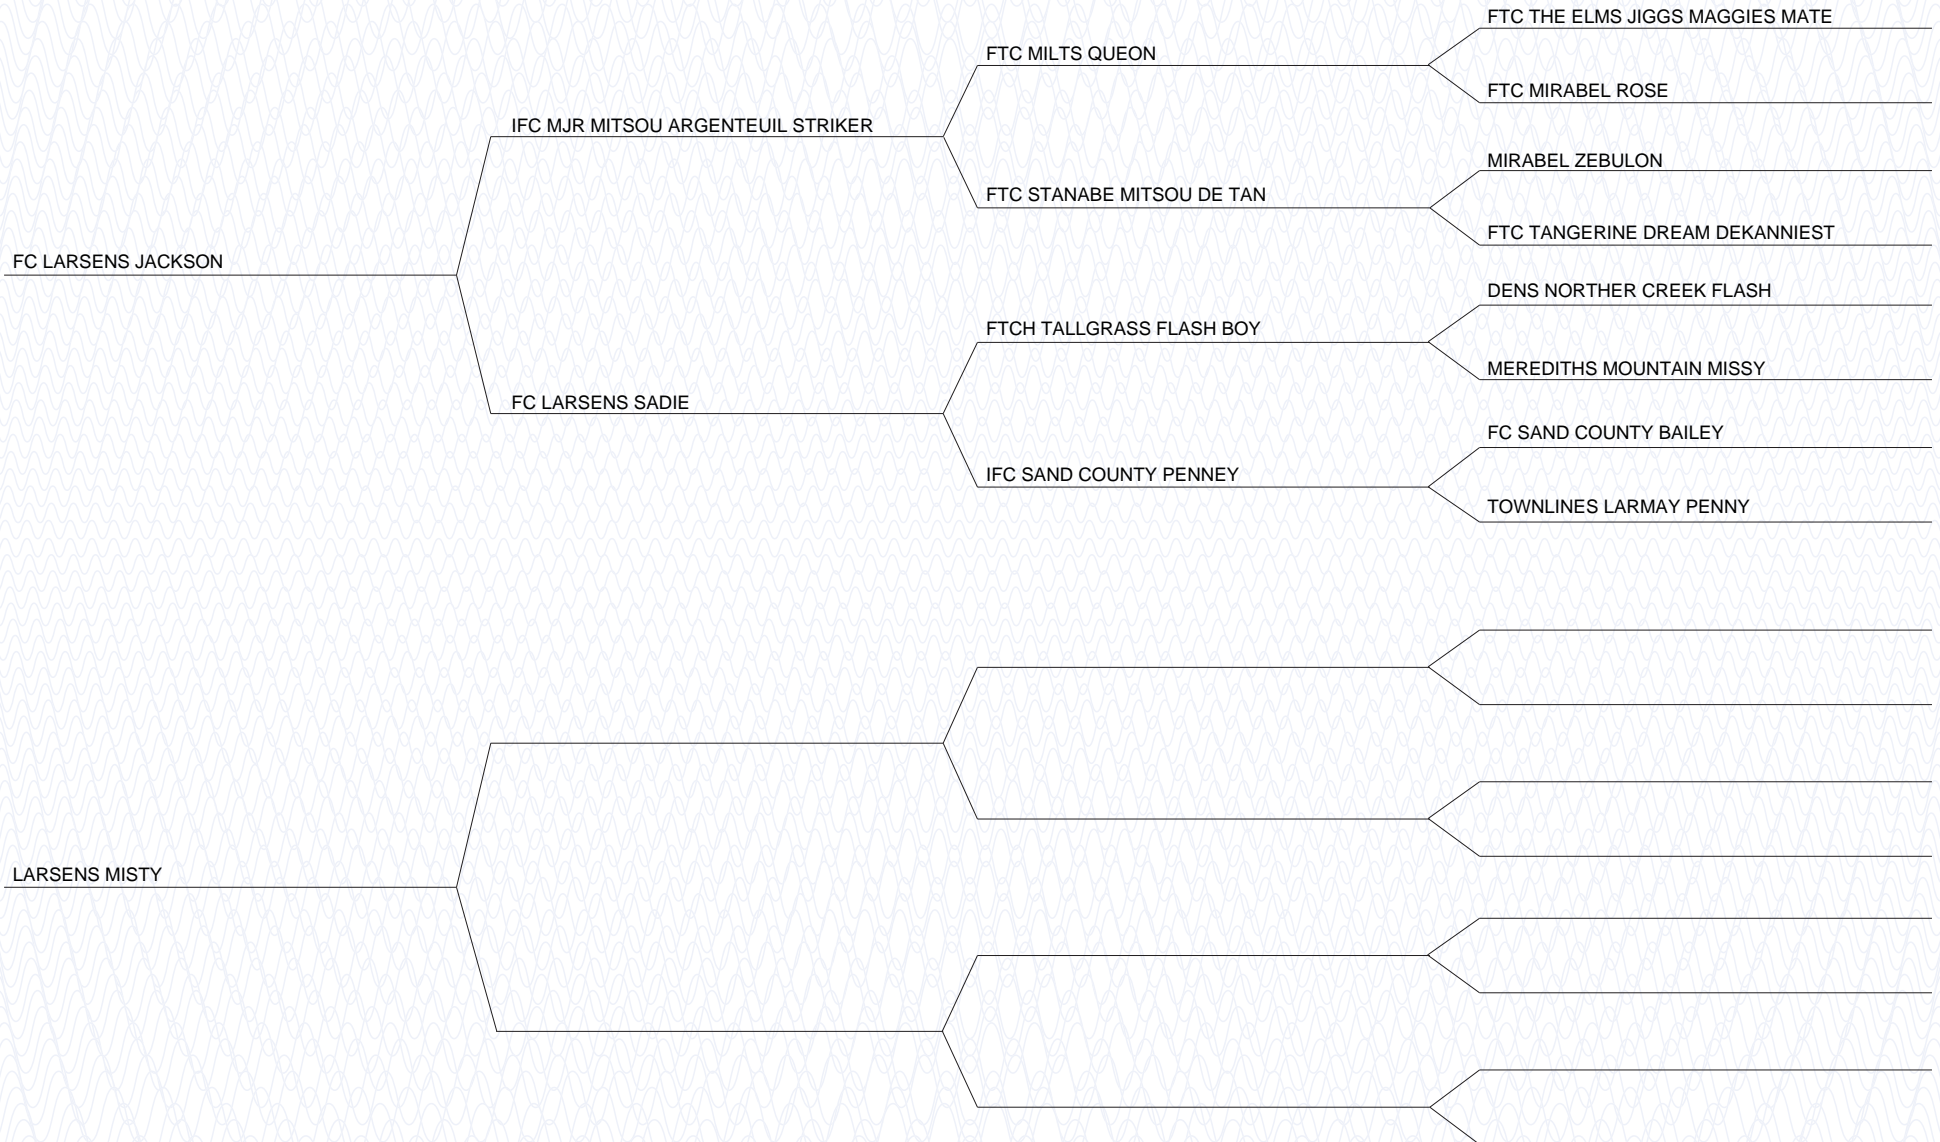 FTC THE ELMS JIGGS MAGGIES MATE
FTC MILTS QUEON
FTC MIRABEL ROSE
IFC MJR MITSOU ARGENTEUIL STRIKER
MIRABEL ZEBULON
FTC STANABE MITSOU DE TAN
FTC TANGERINE DREAM DEKANNIEST
FC LARSENS JACKSON
DENS NORTHER CREEK FLASH
FTCH TALLGRASS FLASH BOY
MEREDITHS MOUNTAIN MISSY
FC LARSENS SADIE
FC SAND COUNTY BAILEY
IFC SAND COUNTY PENNEY
TOWNLINES LARMAY PENNY
LARSENS MISTY